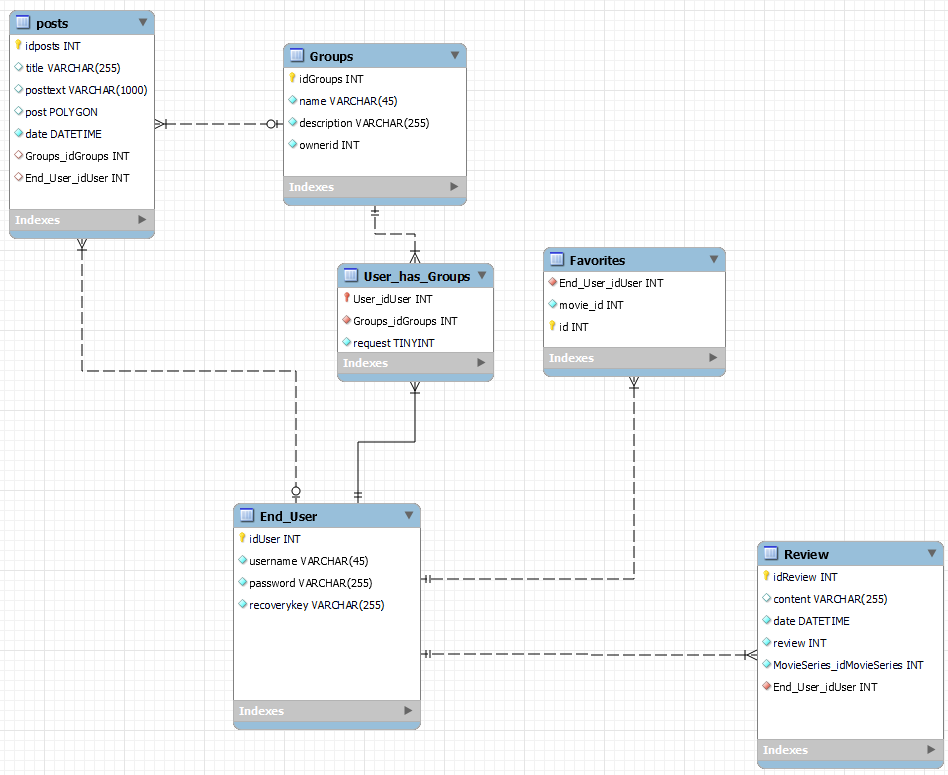 posts
idposts INT
title VARCHAR(255)
posttext VARCHAR(1000)
post POLYGON
date DATETIME
Groups_idGroups INT
End_User_idUser INT
Indexes
Groups
idGroups INT
name VARCHAR(45)
description VARCHAR(255)
ownerid INT
Indexes
User_has_Groups
User_idUser INT
Groups_idGroups INT
request TINYINT
Indexes
Favorites
End_User_idUser INT
movie_id INT
id INT
Indexes
End_User
idUser INT
username VARCHAR(45)
password VARCHAR(255)
recoverykey VARCHAR(255)
Indexes
Review
idReview INT
content VARCHAR(255)
date DATETIME
review INT
MovieSeries_idMovieSeries INT
End_User_idUser INT
Indexes